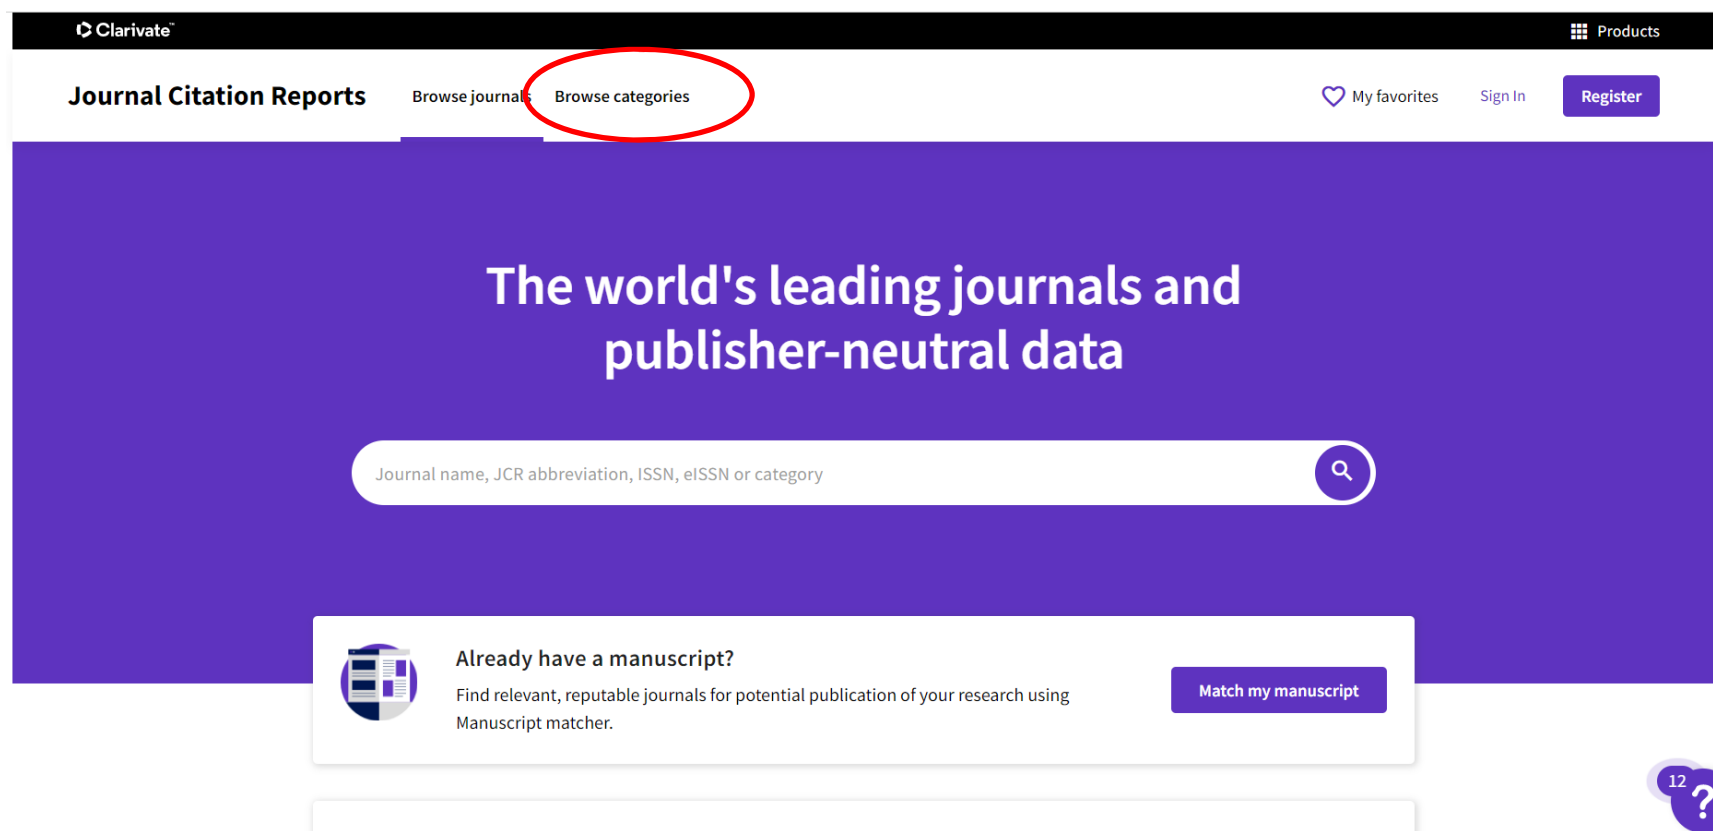 Clarivate™
Products
Journal Citation Reports
Browse journals
Browse categories
My favorites
Sign In
Register
The world's leading journals and
publisher-neutral data
Journal name, JCR abbreviation, ISSN, eISSN or category
Already have a manuscript?
Find relevant, reputable journals for potential publication of your research using
Manuscript matcher.
Match my manuscript
12
?